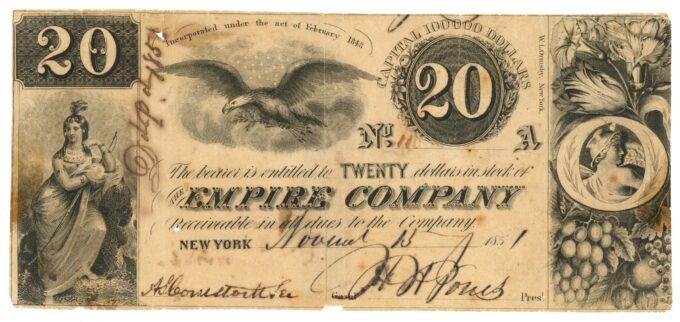 20
Incorporated under the act of February 1848
CAPITAL 100000 DOLLARS
20
W.L.Ormsby, New York.
No.
A
The bearer is entitled to TWENTY dollars in stock of
THE EMPIRE COMPANY
Receiveable in all dues to the Company.
NEW YORK November 15 1851
Pres.t